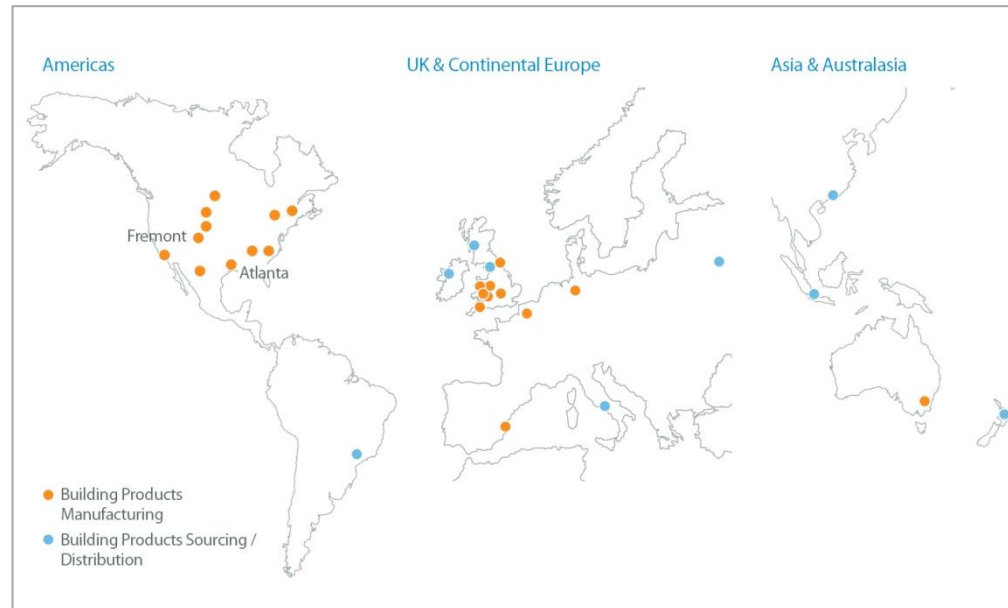 Americas
UK & Continental Europe
Asia & Australasia
Fremont
Atlanta
Building Products
Manufacturing
Building Products Sourcing /
Distribution